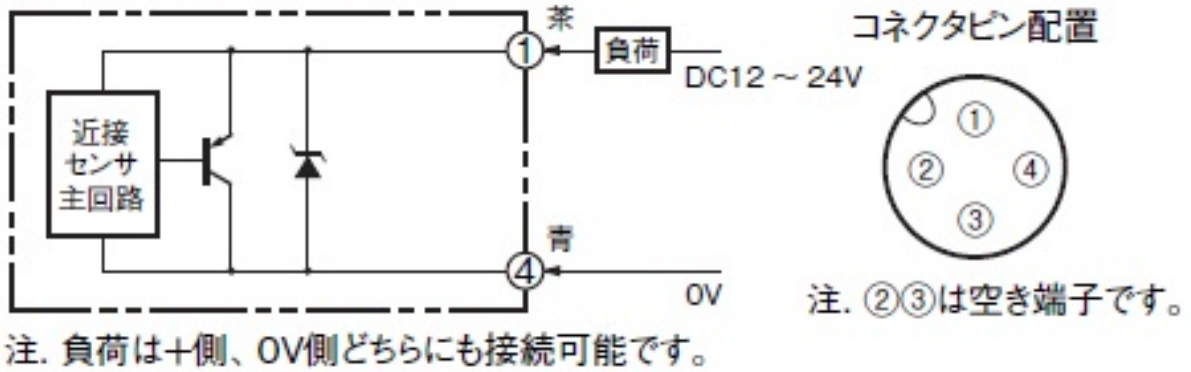 茶
①
負荷
DC12 ～ 24V
近接
センサ
主回路
青
④
0V
注. 負荷は＋側、0V側どちらにも接続可能です。
コネクタピン配置
①
②
④
③
注. ②③は空き端子です。